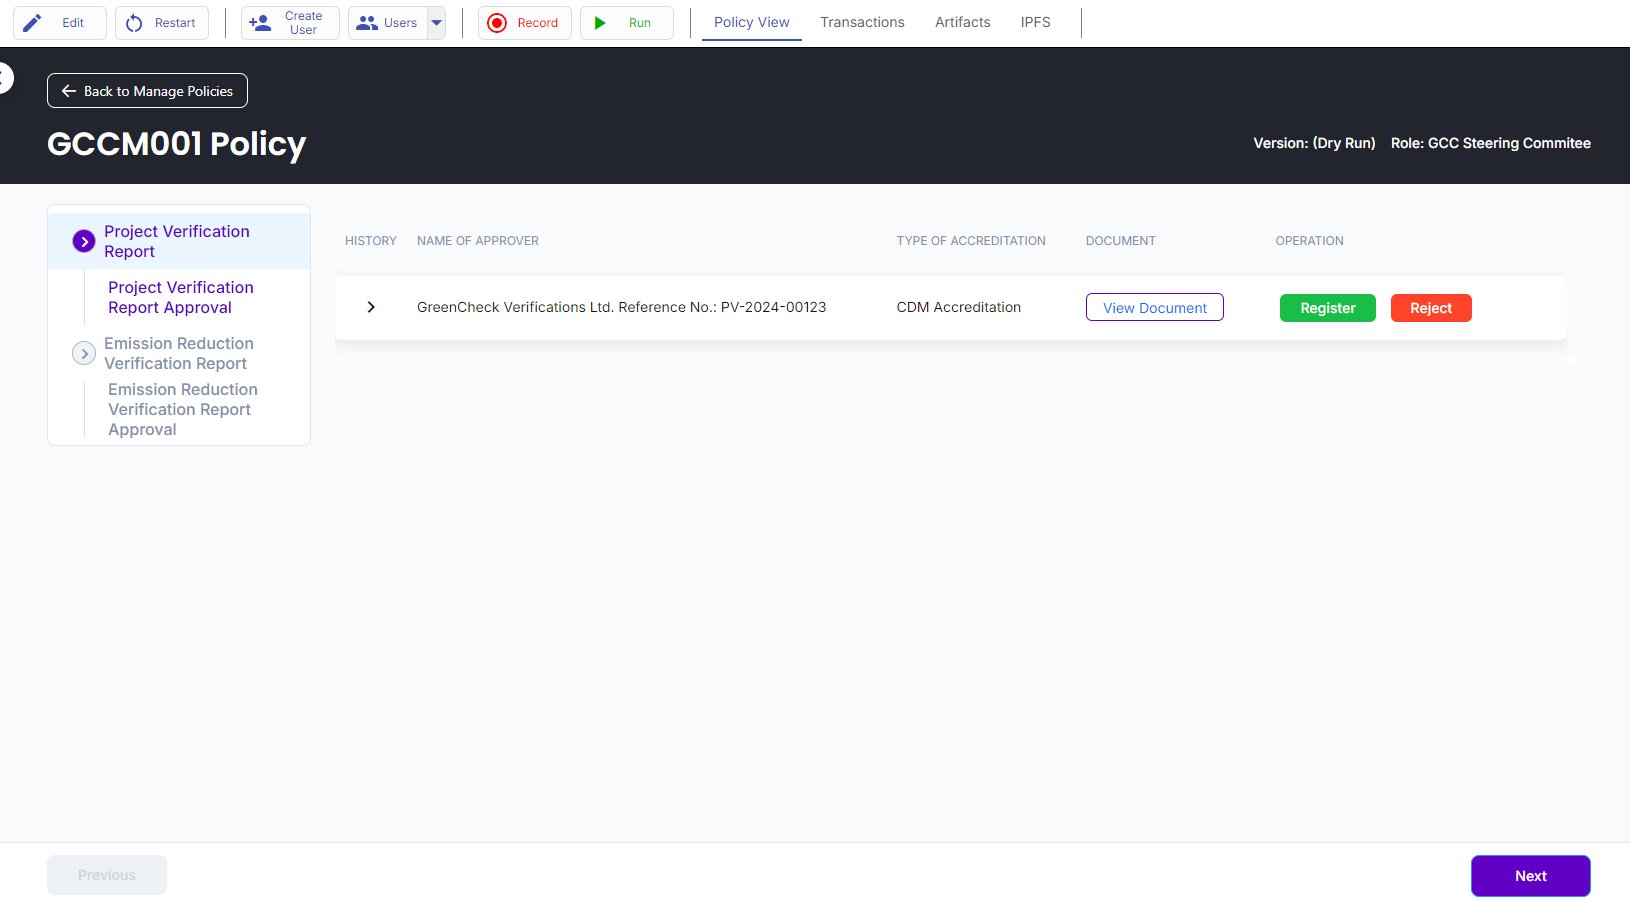 Edit
Restart
Create
User
Users
Record
Run
Policy View
Transactions
Artifacts
IPFS
Back to Manage Policies
GCCM001 Policy
Version: (Dry Run)
Role: GCC Steering Commitee
Project Verification
Report
Project Verification
Report Approval
Emission Reduction
Verification Report
Emission Reduction
Verification Report
Approval
HISTORY
NAME OF APPROVER
TYPE OF ACCREDITATION
DOCUMENT
OPERATION
GreenCheck Verifications Ltd. Reference No.: PV-2024-00123
CDM Accreditation
View Document
Register
Reject
Previous
Next